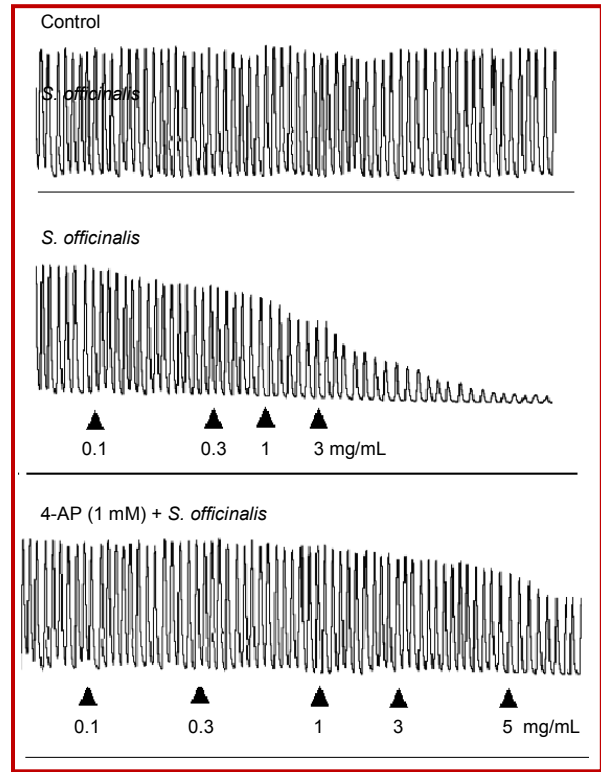 Control
S. officinalis
S. officinalis
0.1 0.3 1 3 mg/mL
4-AP (1 mM) + S. officinalis
0.1 0.3 1 3 5 mg/mL